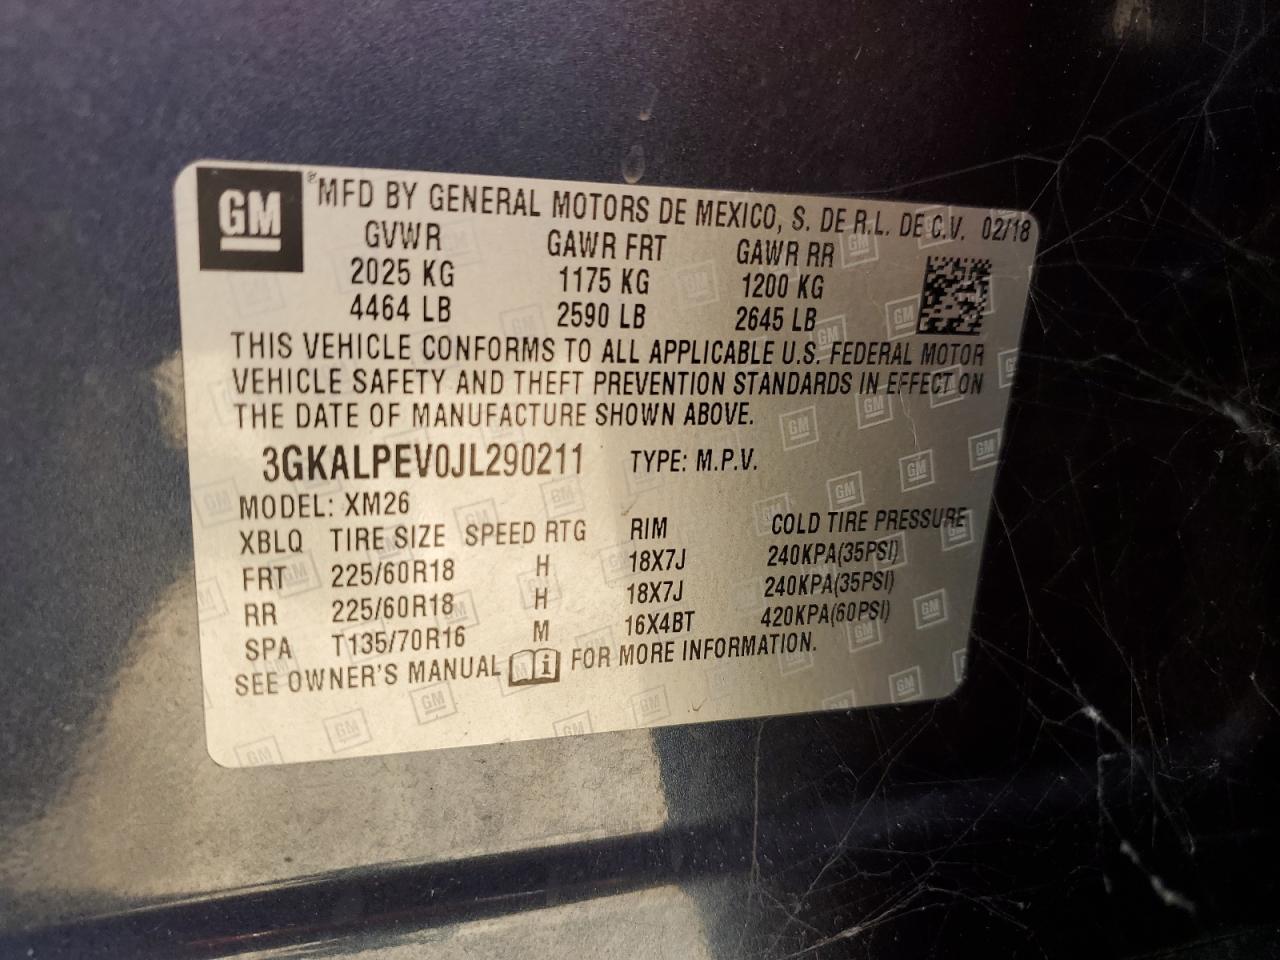 GM
MFD BY GENERAL MOTORS DE MEXICO, S. DE R.L. DE C.V. 02/18
GVWR GAWR FRT GAWR RR
2025 KG 1175 KG 1200 KG
4464 LB 2590 LB 2645 LB
THIS VEHICLE CONFORMS TO ALL APPLICABLE U.S. FEDERAL MOTOR
VEHICLE SAFETY AND THEFT PREVENTION STANDARDS IN EFFECT ON
THE DATE OF MANUFACTURE SHOWN ABOVE.
3GKALPEV0JL290211 TYPE: M.P.V.
MODEL: XM26
XBLQ TIRE SIZE SPEED RTG RIM COLD TIRE PRESSURE
FRT 225/60R18 H 18X7J 240KPA(35PSI)
RR 225/60R18 H 18X7J 240KPA(35PSI)
SPA T135/70R16 M 16X4BT 420KPA(60PSI)
SEE OWNER'S MANUAL FOR MORE INFORMATION.